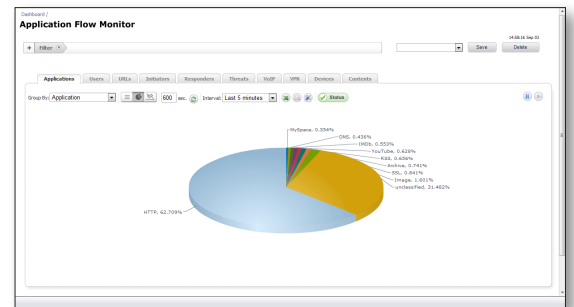 Dashboard /
Application Flow Monitor
14:58:16 Sep 03
+ Filter
Save
Delete
Applications
Users
URLs
Initiators
Responders
Threats
VoIP
VPN
Devices
Contents
Group By: Application
600 sec.
Interval: Last 5 minutes
Status
MySpace, 0.354%
DNS, 0.436%
IMDb, 0.553%
YouTube, 0.629%
RSS, 0.656%
Archive, 0.741%
SSL, 0.841%
Image, 1.601%
unclassified, 31.482%
HTTP, 62.709%